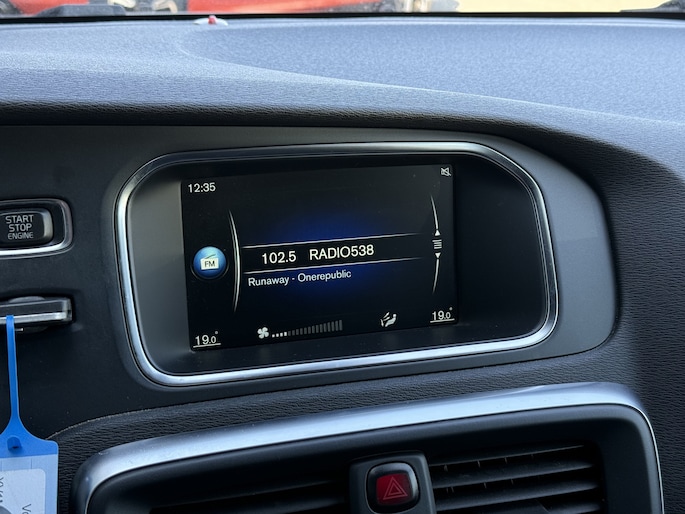 12:35
START
STOP
ENGINE
102.5 RADIO538
FM
Runaway - Onerepublic
19.0°
19.0°